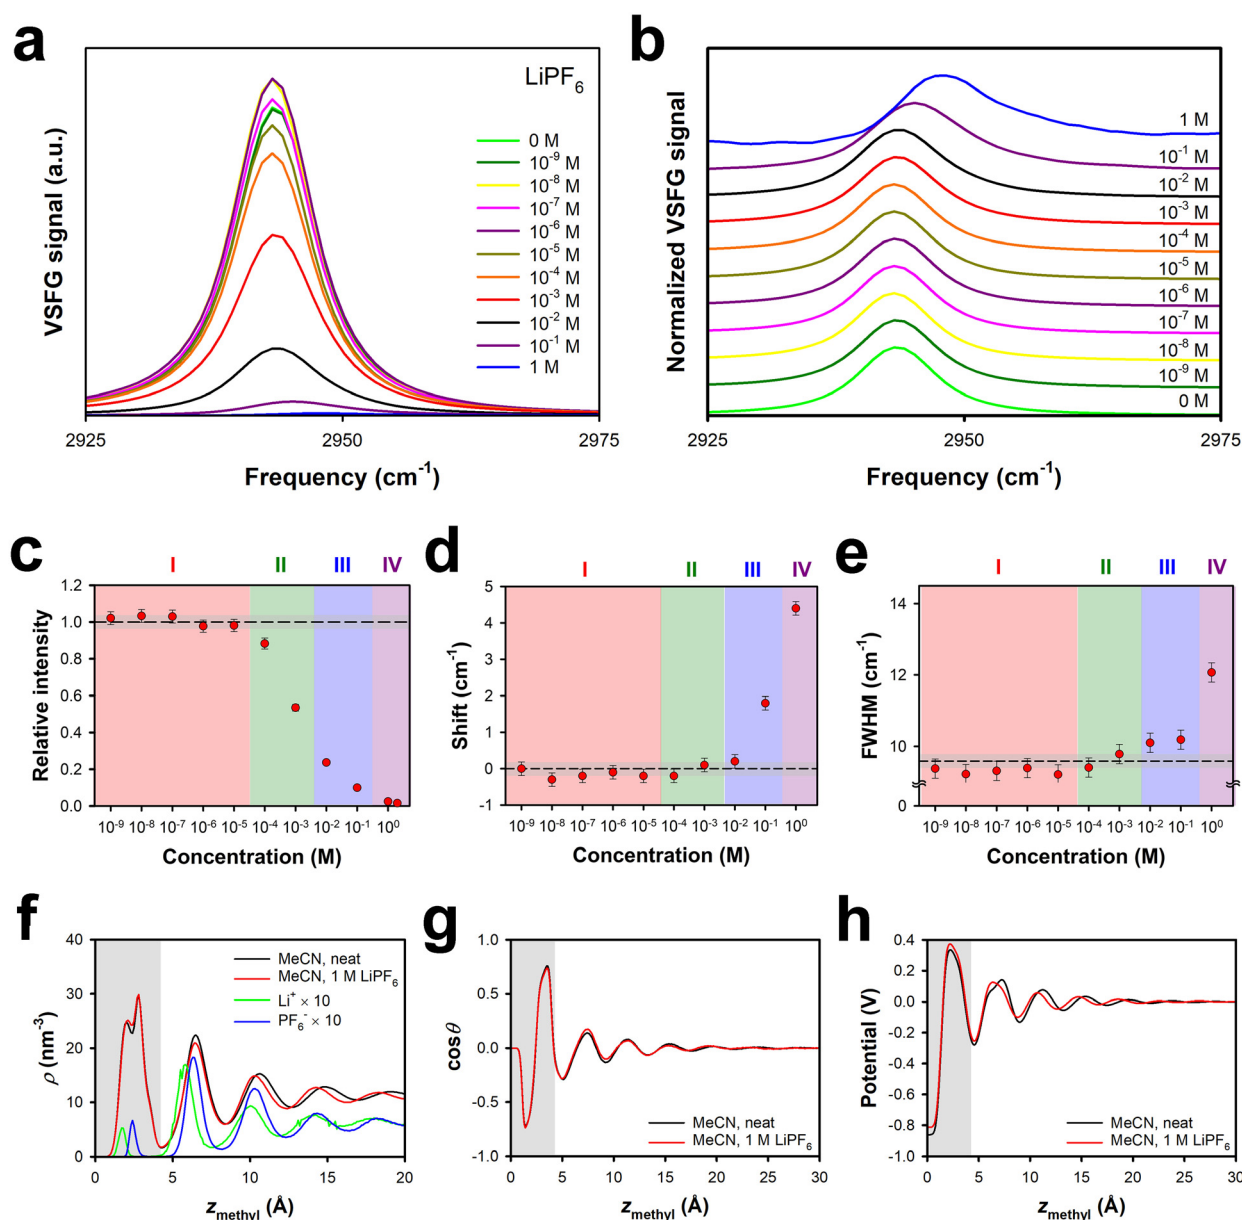 a
VSFG signal (a.u.)
LiPF6
0 M
10-9 M
10-8 M
10-7 M
10-6 M
10-5 M
10-4 M
10-3 M
10-2 M
10-1 M
1 M
2925 2950 2975
Frequency (cm-1)
b
Normalized VSFG signal
1 M
10-1 M
10-2 M
10-3 M
10-4 M
10-5 M
10-6 M
10-7 M
10-8 M
10-9 M
0 M
2925 2950 2975
Frequency (cm-1)
c
I II III IV
Relative intensity
1.2
1.0
0.8
0.6
0.4
0.2
0.0
10-9 10-8 10-7 10-6 10-5 10-4 10-3 10-2 10-1 100
Concentration (M)
d
I II III IV
Shift (cm-1)
5
4
3
2
1
0
-1
10-9 10-8 10-7 10-6 10-5 10-4 10-3 10-2 10-1 100
Concentration (M)
e
I II III IV
FWHM (cm-1)
14
12
10
0
10-9 10-8 10-7 10-6 10-5 10-4 10-3 10-2 10-1 100
Concentration (M)
f
ρ (nm-3)
40
30
20
10
0
MeCN, neat
MeCN, 1 M LiPF6
Li+ × 10
PF6- × 10
0 5 10 15 20
zmethyl (Å)
g
cosθ
1.0
0.5
0.0
-0.5
-1.0
MeCN, neat
MeCN, 1 M LiPF6
0 5 10 15 20 25 30
zmethyl (Å)
h
Potential (V)
0.4
0.2
0.0
-0.2
-0.4
-0.6
-0.8
-1.0
MeCN, neat
MeCN, 1 M LiPF6
0 5 10 15 20 25 30
zmethyl (Å)